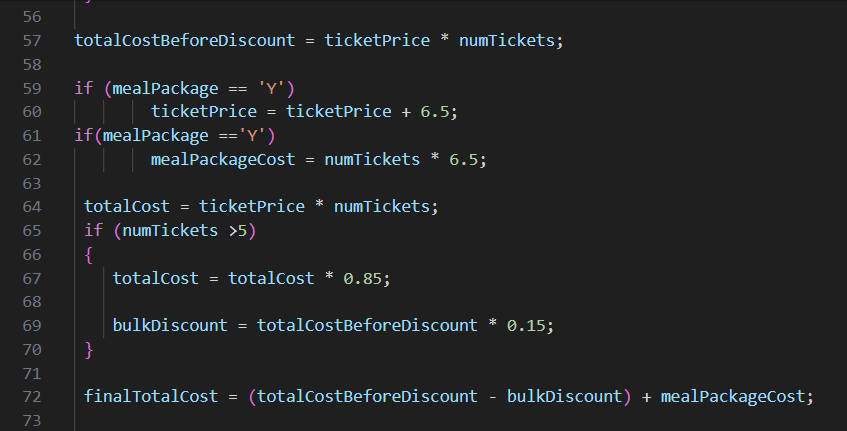 56
57 totalCostBeforeDiscount = ticketPrice * numTickets;
58
59 if (mealPackage == 'Y')
60 ticketPrice = ticketPrice + 6.5;
61 if(mealPackage =='Y')
62 mealPackageCost = numTickets * 6.5;
63
64 totalCost = ticketPrice * numTickets;
65 if (numTickets >5)
66 {
67 totalCost = totalCost * 0.85;
68
69 bulkDiscount = totalCostBeforeDiscount * 0.15;
70 }
71
72 finalTotalCost = (totalCostBeforeDiscount - bulkDiscount) + mealPackageCost;
73